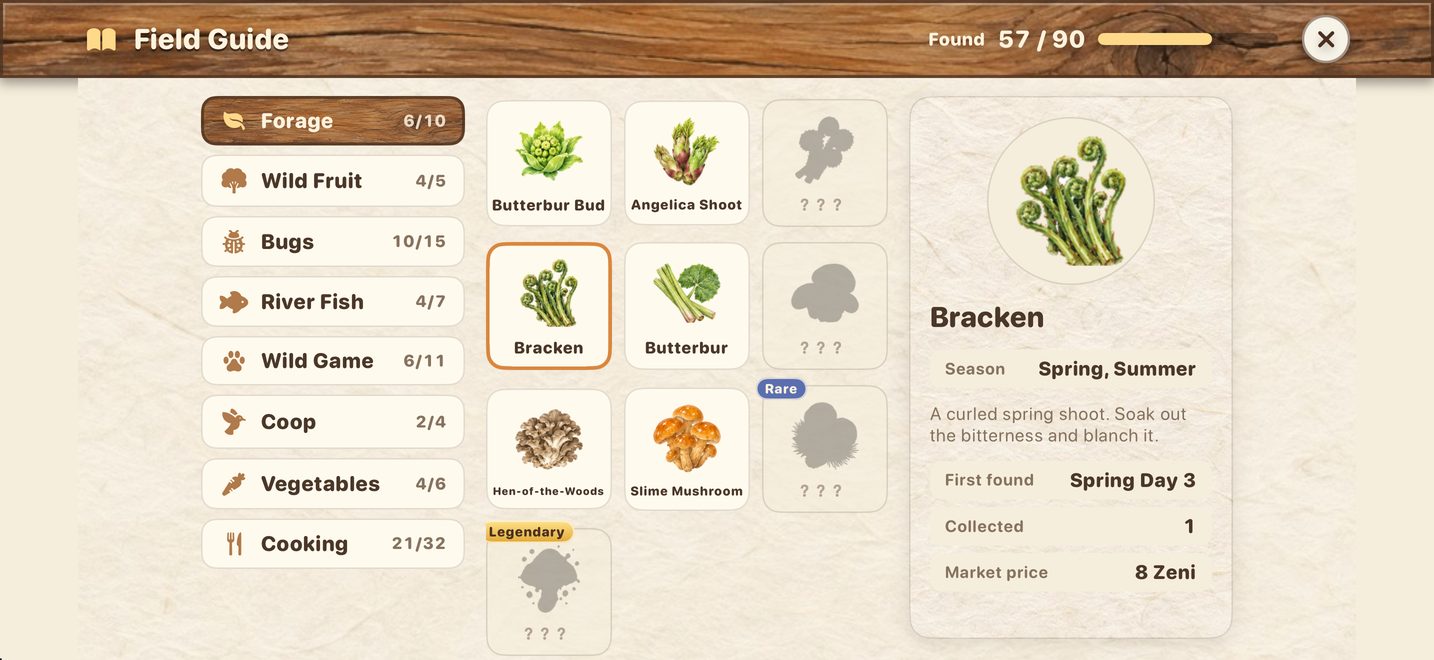 Field Guide
Found 57 / 90
Forage 6/10
Wild Fruit 4/5
Bugs 10/15
River Fish 4/7
Wild Game 6/11
Coop 2/4
Vegetables 4/6
Cooking 21/32
Butterbur Bud
Angelica Shoot
? ? ?
Bracken
Butterbur
? ? ?
Hen-of-the-Woods
Slime Mushroom
Rare
? ? ?
Legendary
? ? ?
Bracken
Season Spring, Summer
A curled spring shoot. Soak out
the bitterness and blanch it.
First found Spring Day 3
Collected 1
Market price 8 Zeni